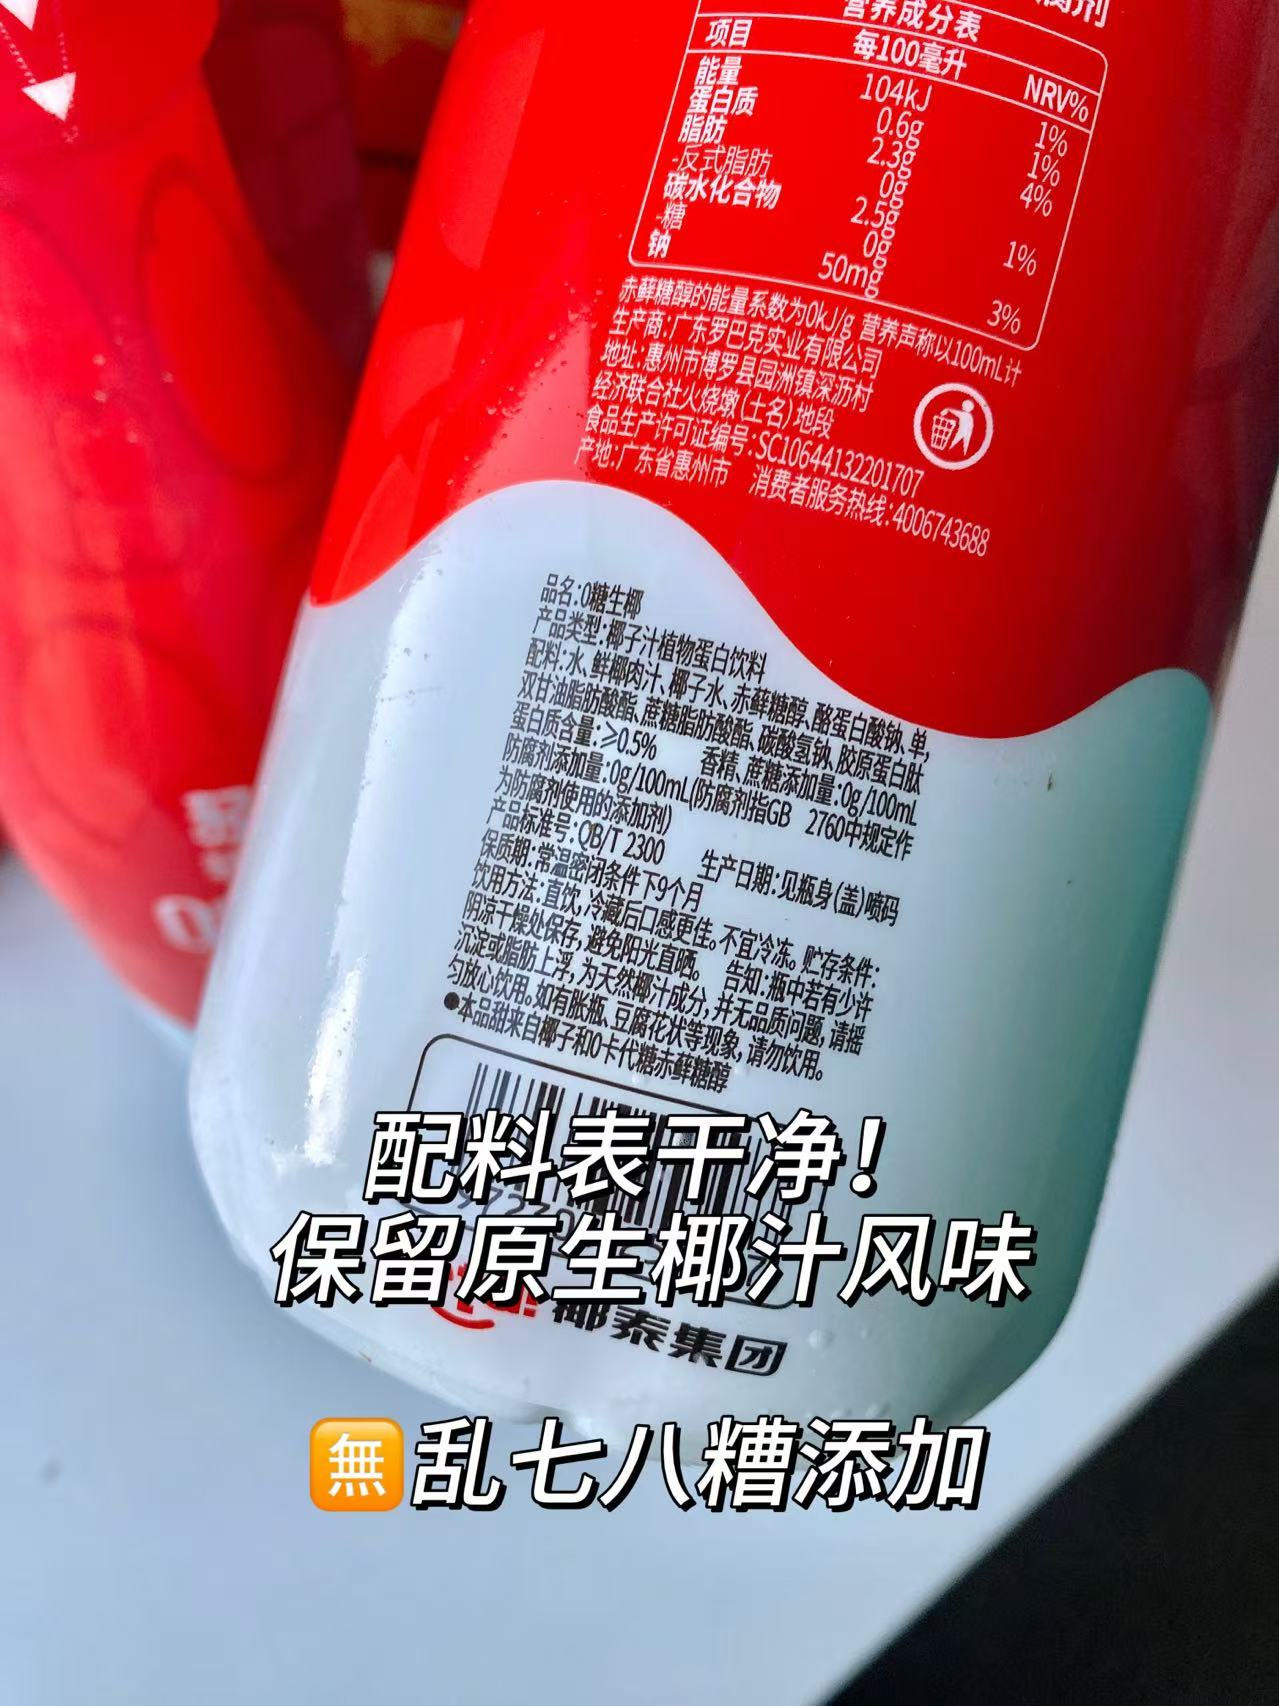 腐剂
营养成分表
项目 每100毫升 NRV%
能量 104kJ 1%
蛋白质 0.6g 1%
脂肪 2.3g 4%
-反式脂肪 0g
碳水化合物 2.5g 1%
-糖 0g
钠 50mg 3%
赤藓糖醇的能量系数为0kJ/g 营养声称以100mL计
生产商:广东罗巴克实业有限公司
地址:惠州市博罗县园洲镇深沥村
经济联合社火烧墩(土名)地段
食品生产许可证编号:SC10644132201707
产地:广东省惠州市 消费者服务热线:4006743688
品名:0糖生椰
产品类型:椰子汁植物蛋白饮料
配料:水、鲜椰肉汁、椰子水、赤藓糖醇、酪蛋白酸钠、单,
双甘油脂肪酸酯、蔗糖脂肪酸酯、碳酸氢钠、胶原蛋白肽
蛋白质含量:≥0.5% 香精、蔗糖添加量:0g/100mL
防腐剂添加量:0g/100mL(防腐剂指GB 2760中规定作
为防腐剂使用的添加剂)
产品标准号:QB/T 2300 生产日期:见瓶身(盖)喷码
保质期:常温密闭条件下9个月
饮用方法:直饮,冷藏后口感更佳。不宜冷冻。贮存条件:
阴凉干燥处保存,避免阳光直晒。 告知:瓶中若有少许
沉淀或脂肪上浮,为天然椰汁成分,并无品质问题,请摇
匀放心饮用。如有胀瓶、豆腐花状等现象,请勿饮用。
●本品甜来自椰子和0卡代糖赤藓糖醇
配料表干净!
保留原生椰汁风味
椰泰集团
無乱七八糟添加